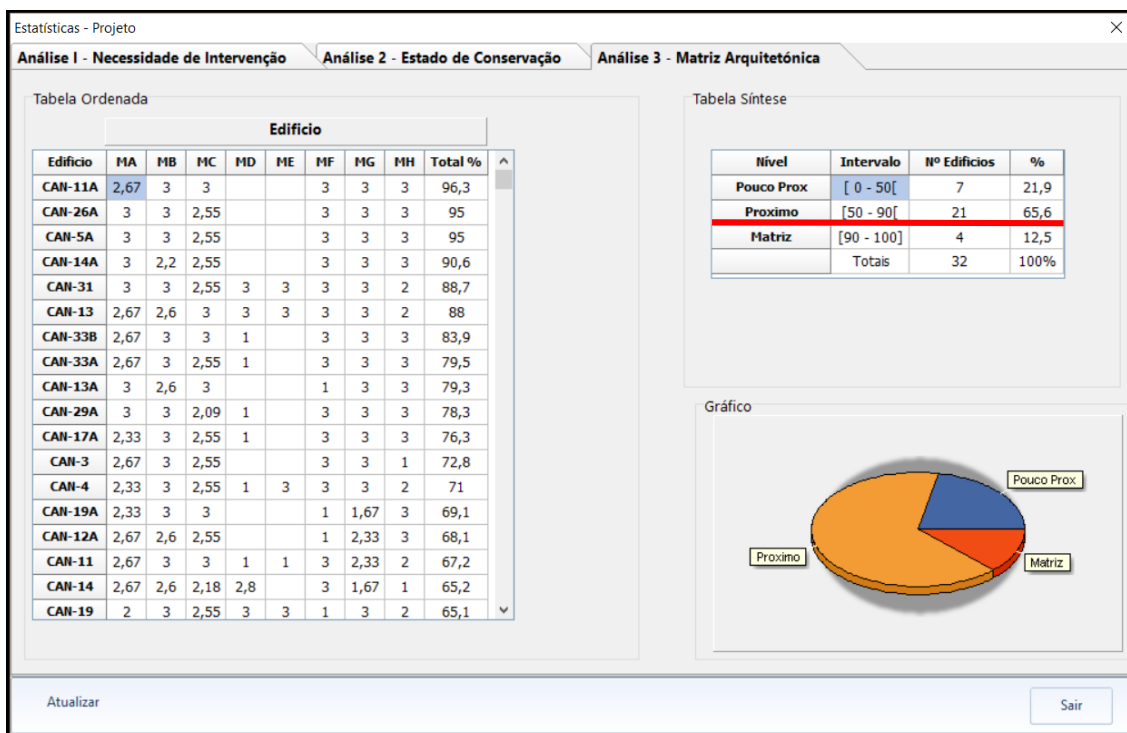 Estatísticas - Projeto
Análise I - Necessidade de Intervenção Análise 2 - Estado de Conservação Análise 3 - Matriz Arquitetónica
Tabela Ordenada
Edificio
Edificio MA MB MC MD ME MF MG MH Total %
CAN-11A 2,67 3 3 3 3 3 96,3
CAN-26A 3 3 2,55 3 3 3 95
CAN-5A 3 3 2,55 3 3 3 95
CAN-14A 3 2,2 2,55 3 3 3 90,6
CAN-31 3 3 2,55 3 3 3 3 2 88,7
CAN-13 2,67 2,6 3 3 3 3 3 2 88
CAN-33B 2,67 3 3 1 3 3 3 83,9
CAN-33A 2,67 3 2,55 1 3 3 3 79,5
CAN-13A 3 2,6 3 1 3 3 79,3
CAN-29A 3 3 2,09 1 3 3 3 78,3
CAN-17A 2,33 3 2,55 1 3 3 3 76,3
CAN-3 2,67 3 2,55 3 3 1 72,8
CAN-4 2,33 3 2,55 1 3 3 3 2 71
CAN-19A 2,33 3 3 1 1,67 3 69,1
CAN-12A 2,67 2,6 2,55 1 2,33 3 68,1
CAN-11 2,67 3 3 1 1 3 2,33 2 67,2
CAN-14 2,67 2,6 2,18 2,8 3 1,67 1 65,2
CAN-19 2 3 2,55 3 3 1 3 2 65,1
Tabela Síntese
Nível Intervalo Nº Edificios %
Pouco Prox [ 0 - 50[ 7 21,9
Proximo [50 - 90[ 21 65,6
Matriz [90 - 100] 4 12,5
Totais 32 100%
Gráfico
Pouco Prox
Proximo
Matriz
Atualizar
Sair